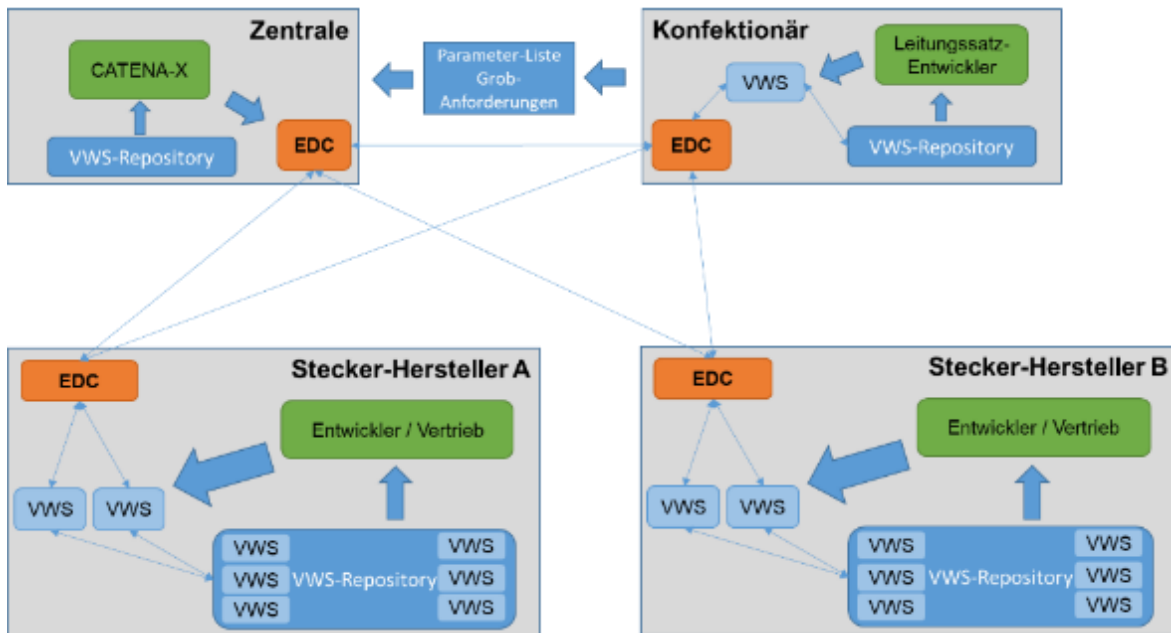 Zentrale
CATENA-X
VWS-Repository
EDC
Parameter-Liste
Grob-
Anforderungen
Konfektionär
Leitungssatz-
Entwickler
VWS
EDC
VWS-Repository
EDC
Stecker-Hersteller A
Entwickler / Vertrieb
VWS
VWS
VWS
VWS
VWS
VWS-Repository
VWS
VWS
VWS
EDC
Stecker-Hersteller B
Entwickler / Vertrieb
VWS
VWS
VWS
VWS
VWS
VWS-Repository
VWS
VWS
VWS